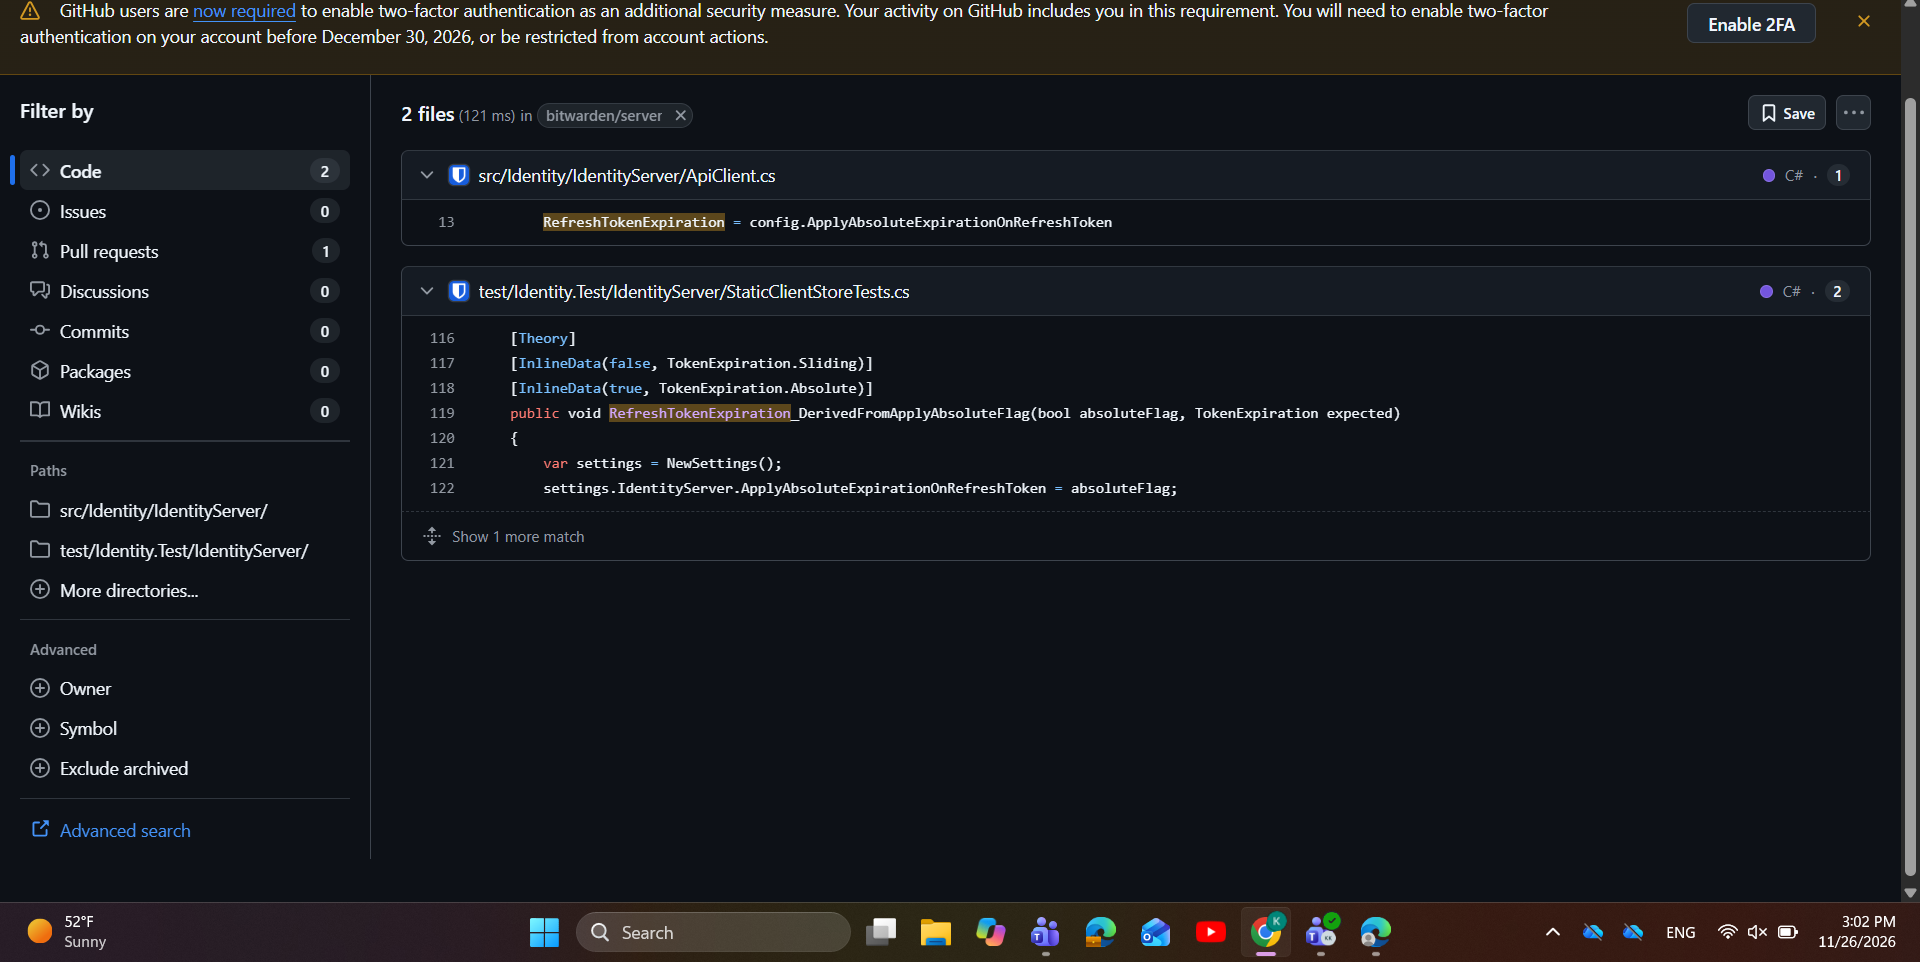 GitHub users are now required to enable two-factor authentication as an additional security measure. Your activity on GitHub includes you in this requirement. You will need to enable two-factor
authentication on your account before December 30, 2026, or be restricted from account actions.
Enable 2FA
Filter by
Code 2
Issues 0
Pull requests 1
Discussions 0
Commits 0
Packages 0
Wikis 0
Paths
src/Identity/IdentityServer/
test/Identity.Test/IdentityServer/
More directories...
Advanced
Owner
Symbol
Exclude archived
Advanced search
2 files (121 ms) in bitwarden/server
Save
src/Identity/IdentityServer/ApiClient.cs
C# · 1
13 RefreshTokenExpiration = config.ApplyAbsoluteExpirationOnRefreshToken
test/Identity.Test/IdentityServer/StaticClientStoreTests.cs
C# · 2
116 [Theory]
117 [InlineData(false, TokenExpiration.Sliding)]
118 [InlineData(true, TokenExpiration.Absolute)]
119 public void RefreshTokenExpiration_DerivedFromApplyAbsoluteFlag(bool absoluteFlag, TokenExpiration expected)
120 {
121 var settings = NewSettings();
122 settings.IdentityServer.ApplyAbsoluteExpirationOnRefreshToken = absoluteFlag;
Show 1 more match
52°F
Sunny
Search
ENG
3:02 PM
11/26/2026